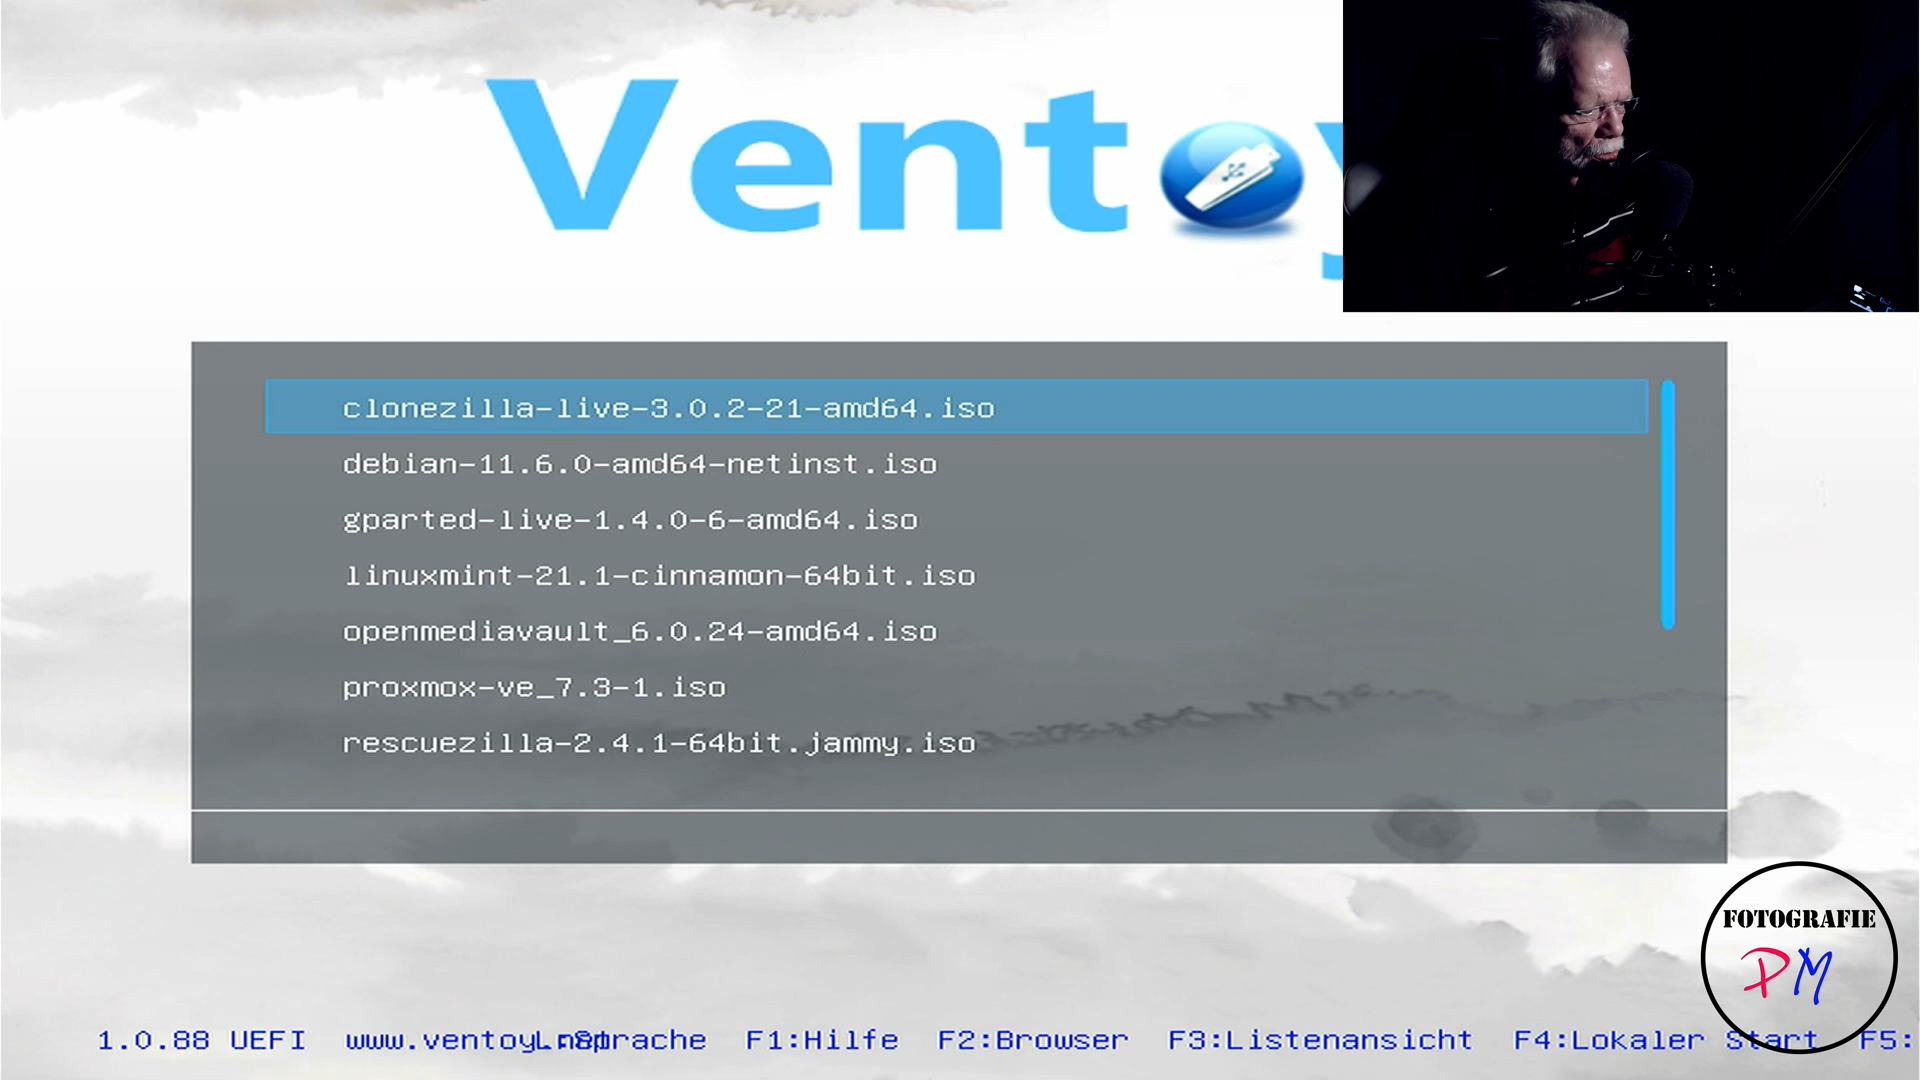 Vento
clonezilla-live-3.0.2-21-amd64.iso
debian-11.6.0-amd64-netinst.iso
gparted-live-1.4.0-6-amd64.iso
linuxmint-21.1-cinnamon-64bit.iso
openmediavault_6.0.24-amd64.iso
proxmox-ve_7.3-1.iso
rescuezilla-2.4.1-64bit.jammy.iso
FOTOGRAFIE
PM
1.0.88 UEFI www.ventoy F1:Hilfe F2:Browser F3:Listenansicht F4:Lokaler Start F5: